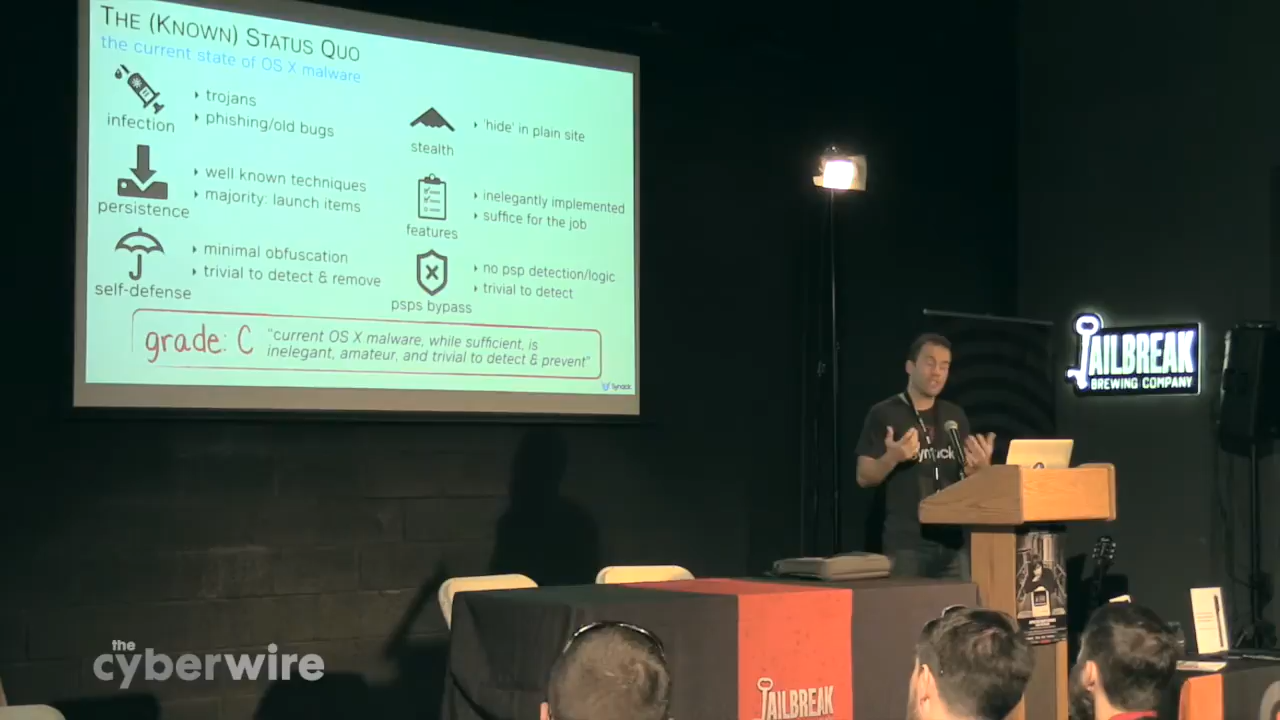 THE (KNOWN) STATUS QUO
the current state of OS X malware
infection
‣ trojans
‣ phishing/old bugs
stealth
‣ 'hide' in plain site
persistence
‣ well known techniques
‣ majority: launch items
features
‣ inelegantly implemented
‣ suffice for the job
self-defense
‣ minimal obfuscation
‣ trivial to detect & remove
psps bypass
‣ no psp detection/logic
‣ trivial to detect
grade: C
"current OS X malware, while sufficient, is
inelegant, amateur, and trivial to detect & prevent"
Synack
JAILBREAK
BREWING COMPANY
Synack
JAILBREAK
the
cyberwire